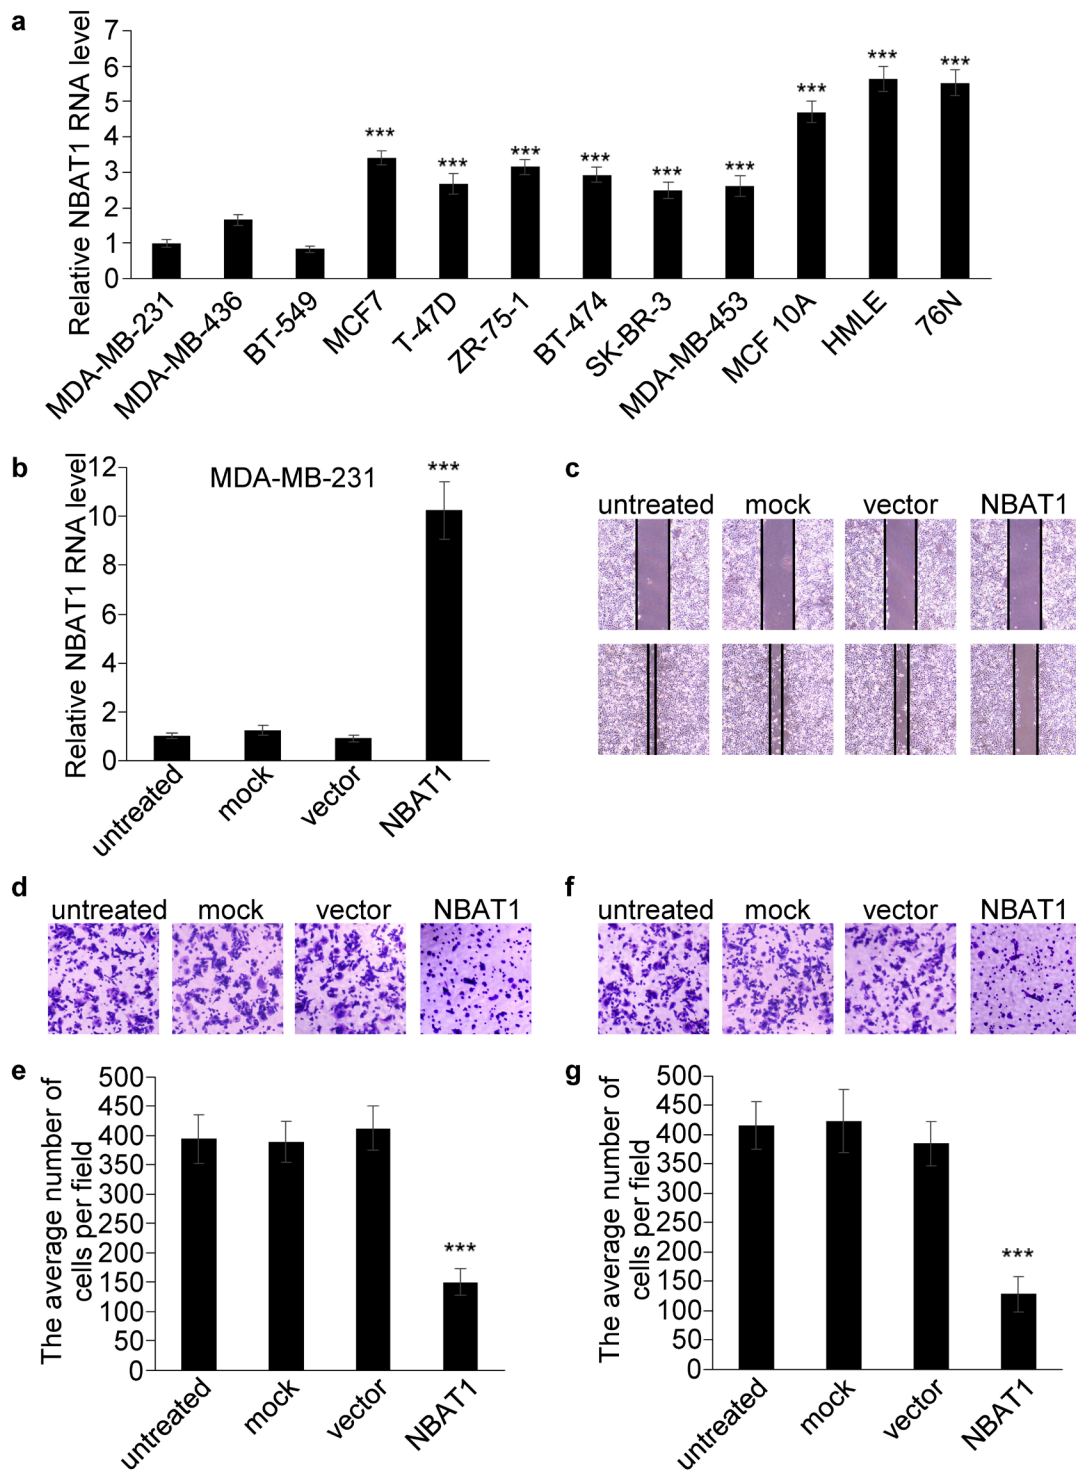 a
Relative NBAT1 RNA level
7
6
5
4
3
2
1
0
***
***
***
***
***
***
***
***
***
MDA-MB-231
MDA-MB-436
BT-549
MCF7
T-47D
ZR-75-1
BT-474
SK-BR-3
MDA-MB-453
MCF 10A
HMLE
76N
b
Relative NBAT1 RNA level
12
10
8
6
4
2
0
MDA-MB-231
***
untreated
mock
vector
NBAT1
c
untreated mock vector NBAT1
d
untreated mock vector NBAT1
f
untreated mock vector NBAT1
e
The average number of
cells per field
500
450
400
350
300
250
200
150
100
50
0
***
untreated
mock
vector
NBAT1
g
The average number of
cells per field
500
450
400
350
300
250
200
150
100
50
0
***
untreated
mock
vector
NBAT1